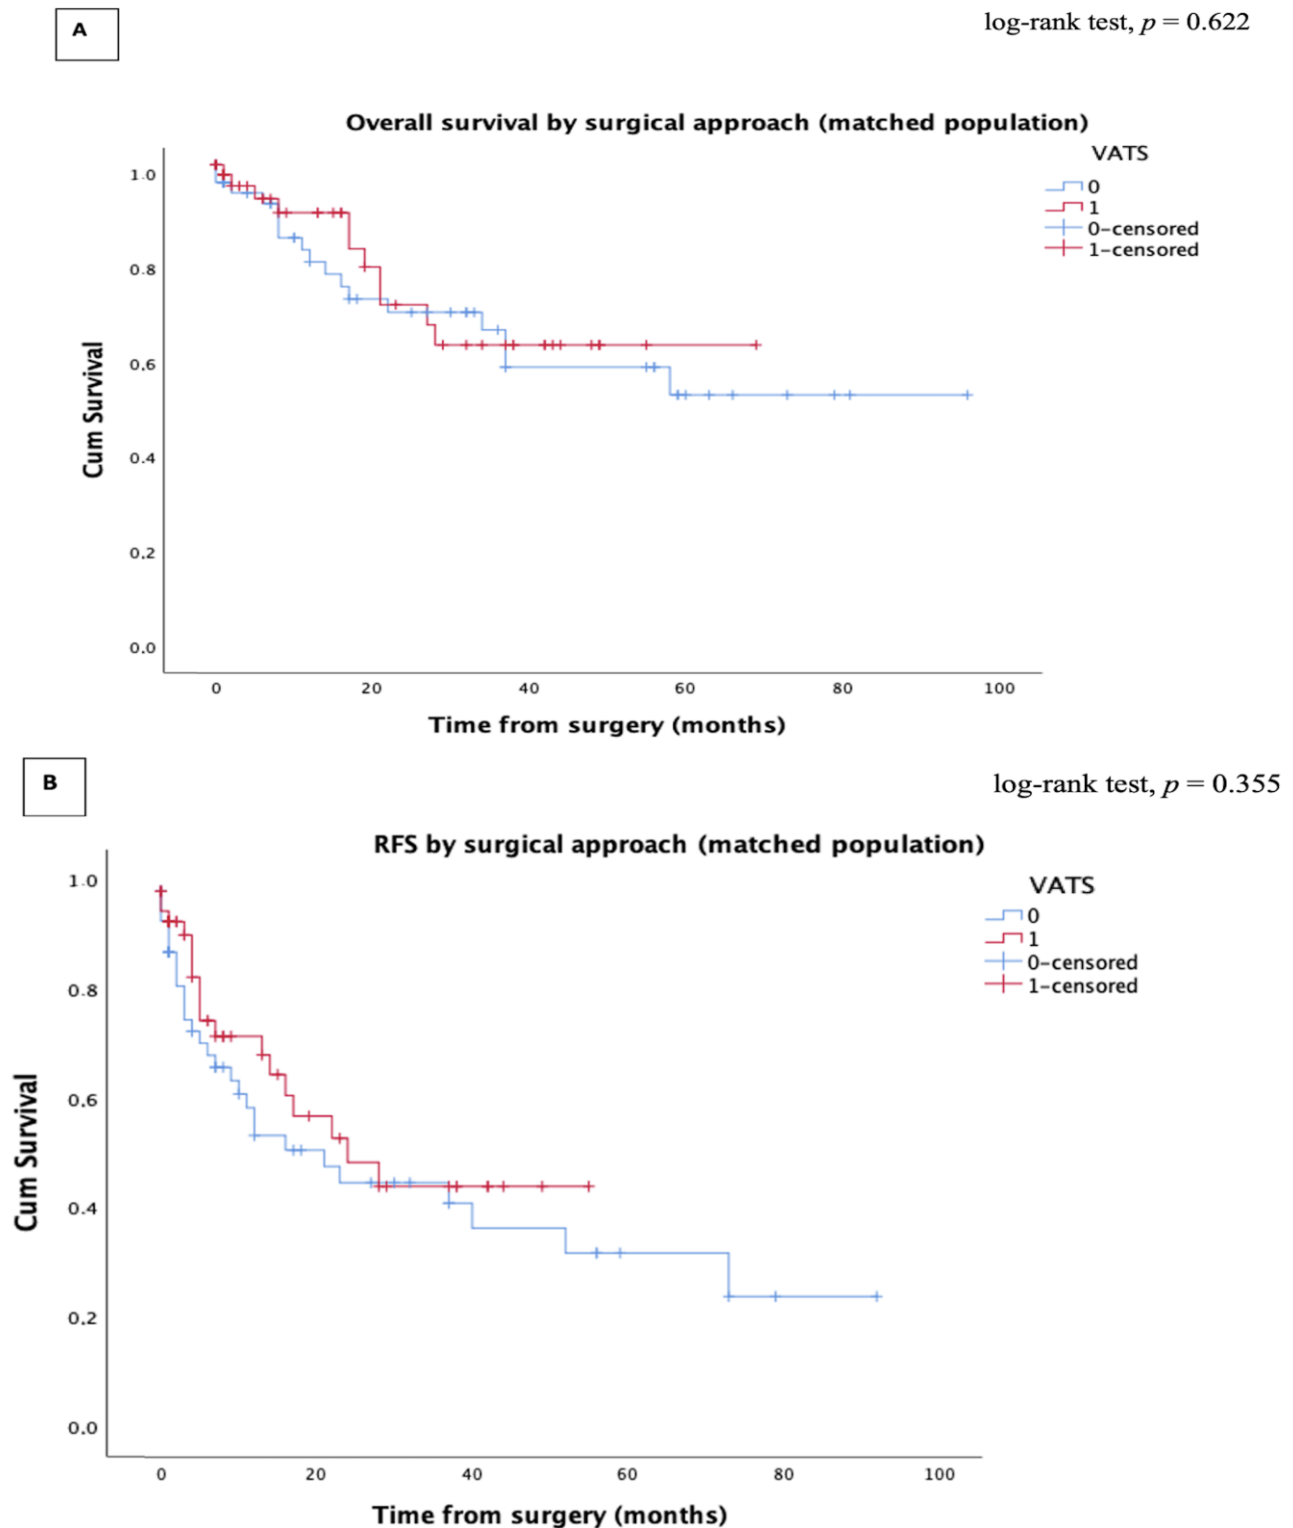 A
log-rank test, p = 0.622
Overall survival by surgical approach (matched population)
VATS
0
1
0-censored
1-censored
1.0
0.8
0.6
0.4
0.2
0.0
Cum Survival
0 20 40 60 80 100
Time from surgery (months)
B
log-rank test, p = 0.355
RFS by surgical approach (matched population)
VATS
0
1
0-censored
1-censored
1.0
0.8
0.6
0.4
0.2
0.0
Cum Survival
0 20 40 60 80 100
Time from surgery (months)